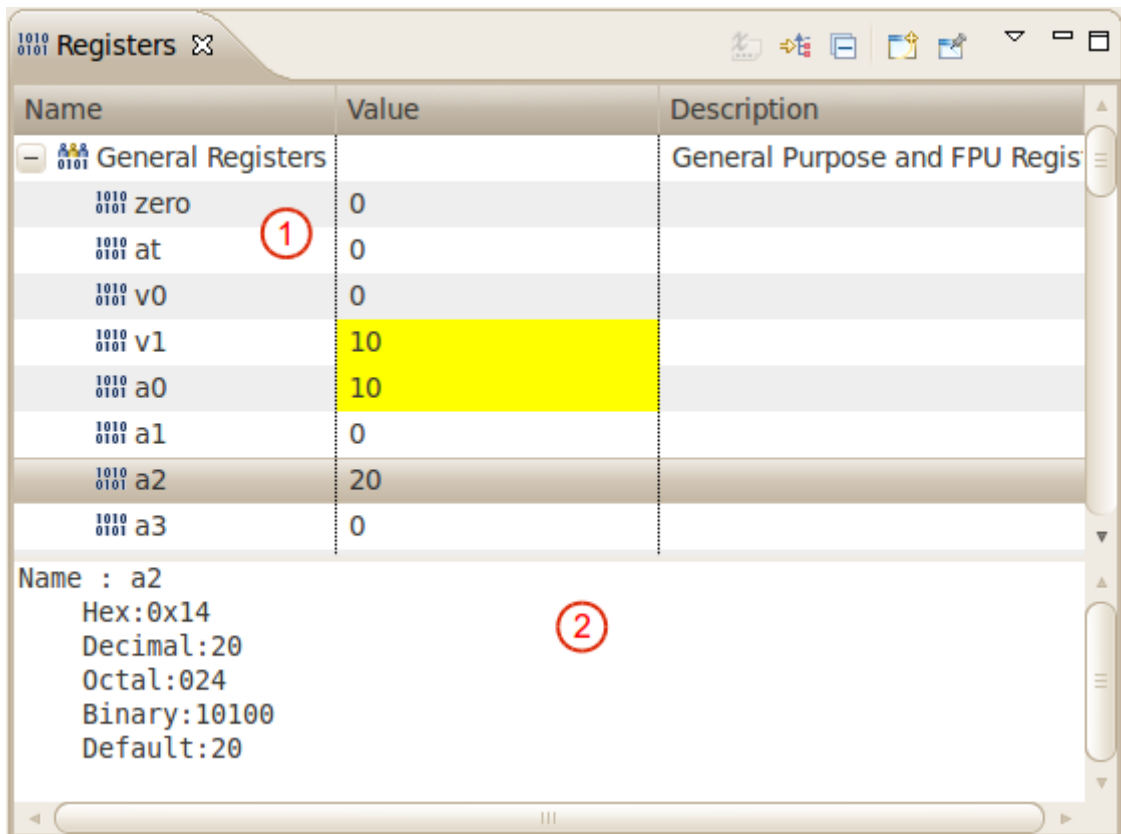 Registers
Name Value Description
General Registers General Purpose and FPU Regis
zero 0
1
at 0
v0 0
v1 10
a0 10
a1 0
a2 20
a3 0
Name : a2
Hex:0x14
2
Decimal:20
Octal:024
Binary:10100
Default:20